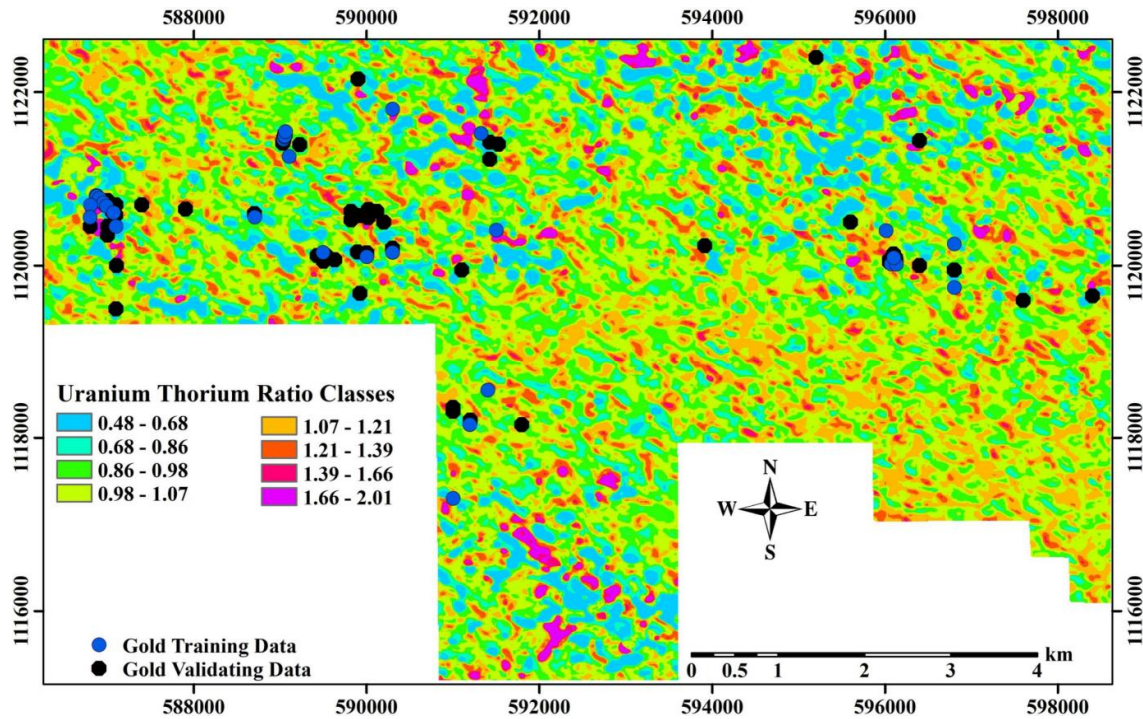 588000 590000 592000 594000 596000 598000
1122000 1122000
1120000 1120000
Uranium Thorium Ratio Classes
0.48 - 0.68 1.07 - 1.21
0.68 - 0.86 1.21 - 1.39
0.86 - 0.98 1.39 - 1.66
0.98 - 1.07 1.66 - 2.01
1118000 1118000
N
W E
S
1116000 1116000
Gold Training Data
Gold Validating Data
km
0 0.5 1 2 3 4
588000 590000 592000 594000 596000 598000